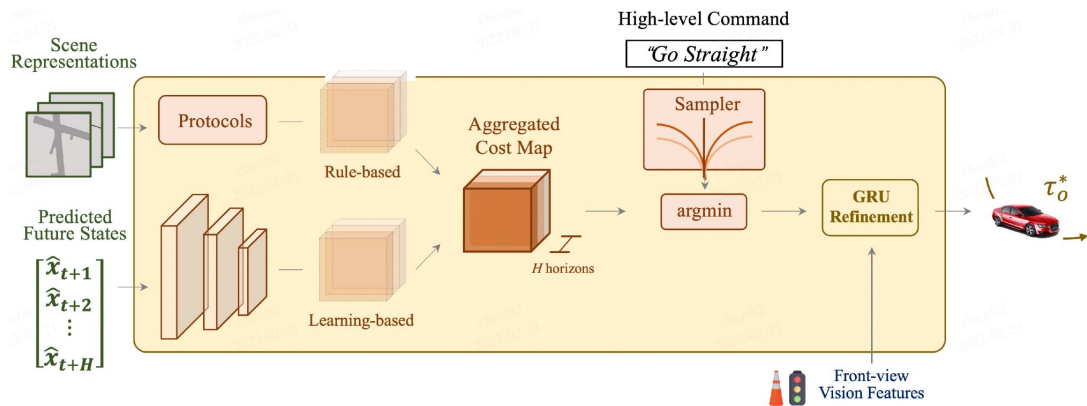 High-level Command
"Go Straight"
Scene
Representations
Protocols
Rule-based
Aggregated
Cost Map
Sampler
argmin
GRU
Refinement
τ*o
Predicted
Future States
x̂t+1
x̂t+2
⋮
x̂t+H
Learning-based
H horizons
Front-view
Vision Features